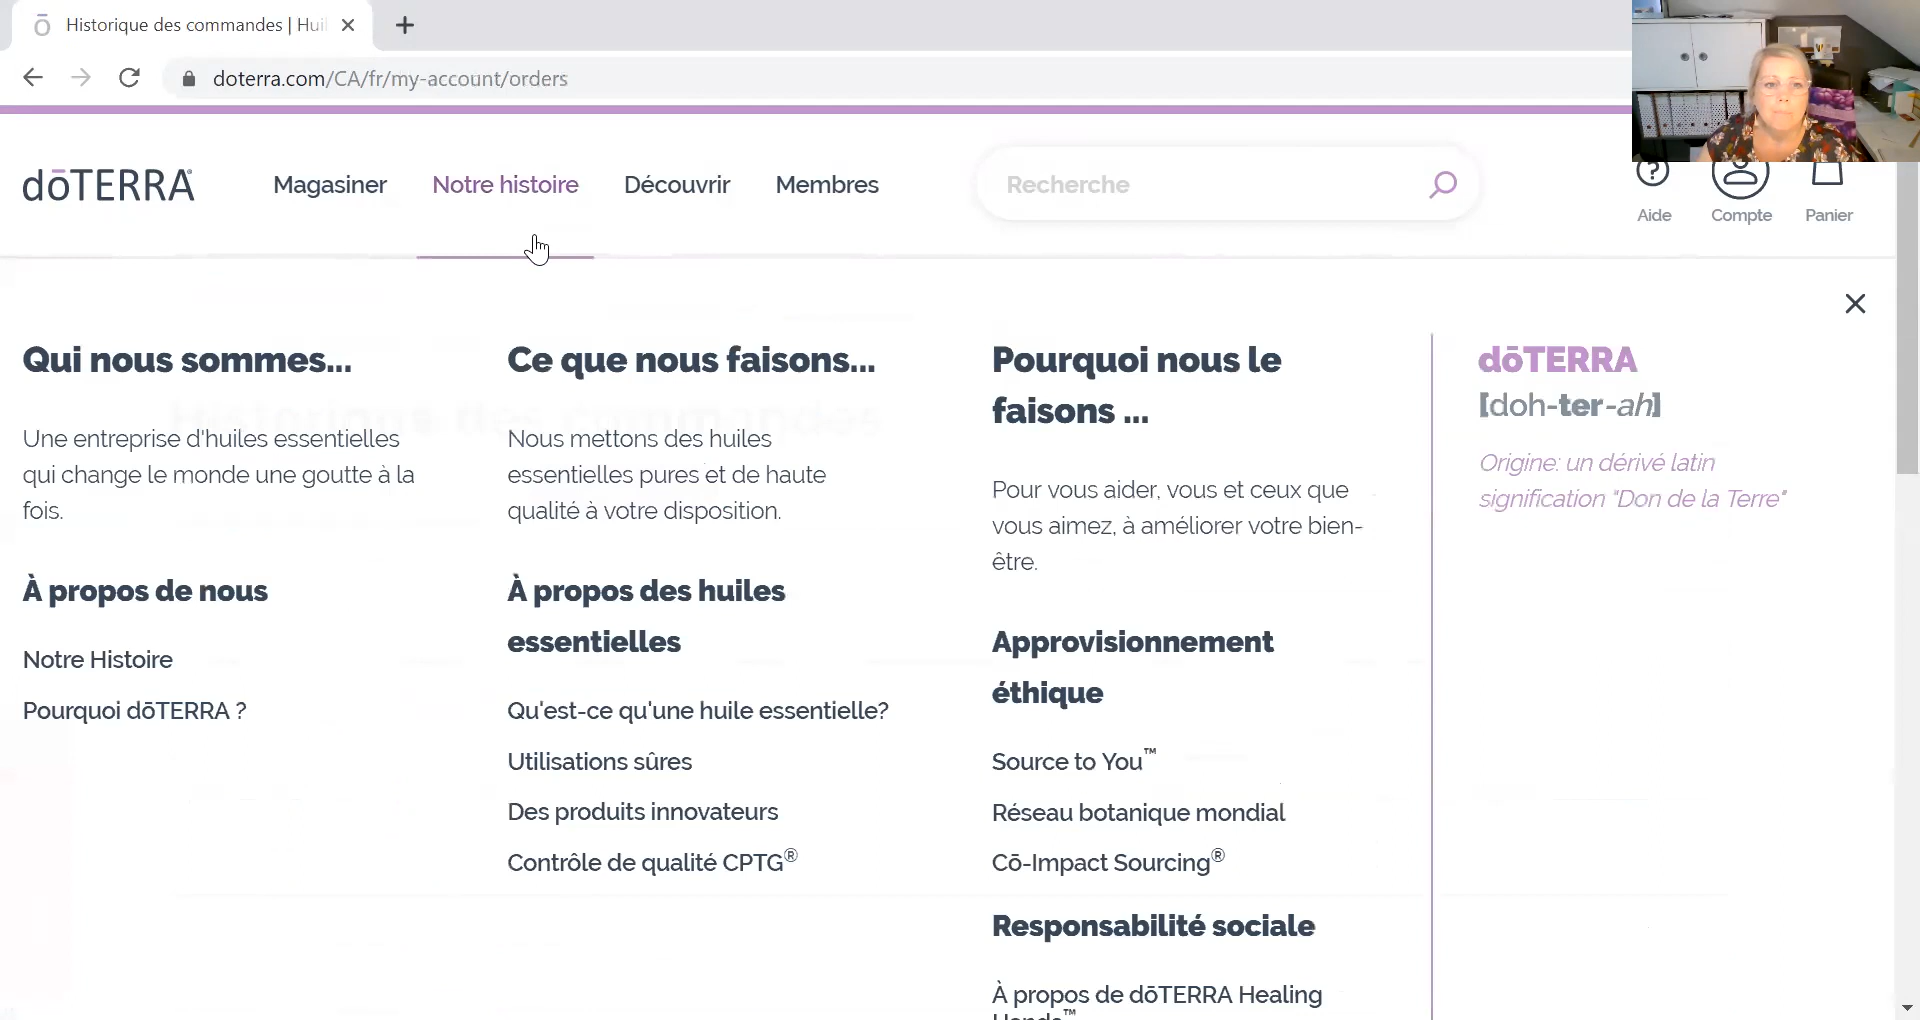 Historique des commandes | Hui
doterra.com/CA/fr/my-account/orders
dōTERRA®
Magasiner
Notre histoire
Découvrir
Membres
Recherche
Aide
Compte
Panier
Qui nous sommes...
Une entreprise d'huiles essentielles
qui change le monde une goutte à la
fois.
À propos de nous
Notre Histoire
Pourquoi dōTERRA ?
Ce que nous faisons...
Nous mettons des huiles
essentielles pures et de haute
qualité à votre disposition.
À propos des huiles
essentielles
Qu'est-ce qu'une huile essentielle?
Utilisations sûres
Des produits innovateurs
Contrôle de qualité CPTG®
Pourquoi nous le
faisons ...
Pour vous aider, vous et ceux que
vous aimez, à améliorer votre bien-
être.
Approvisionnement
éthique
Source to You™
Réseau botanique mondial
Cō-Impact Sourcing®
Responsabilité sociale
À propos de dōTERRA Healing
Hands™
dōTERRA
[doh-ter-ah]
Origine: un dérivé latin
signification "Don de la Terre"
Historique des commandes